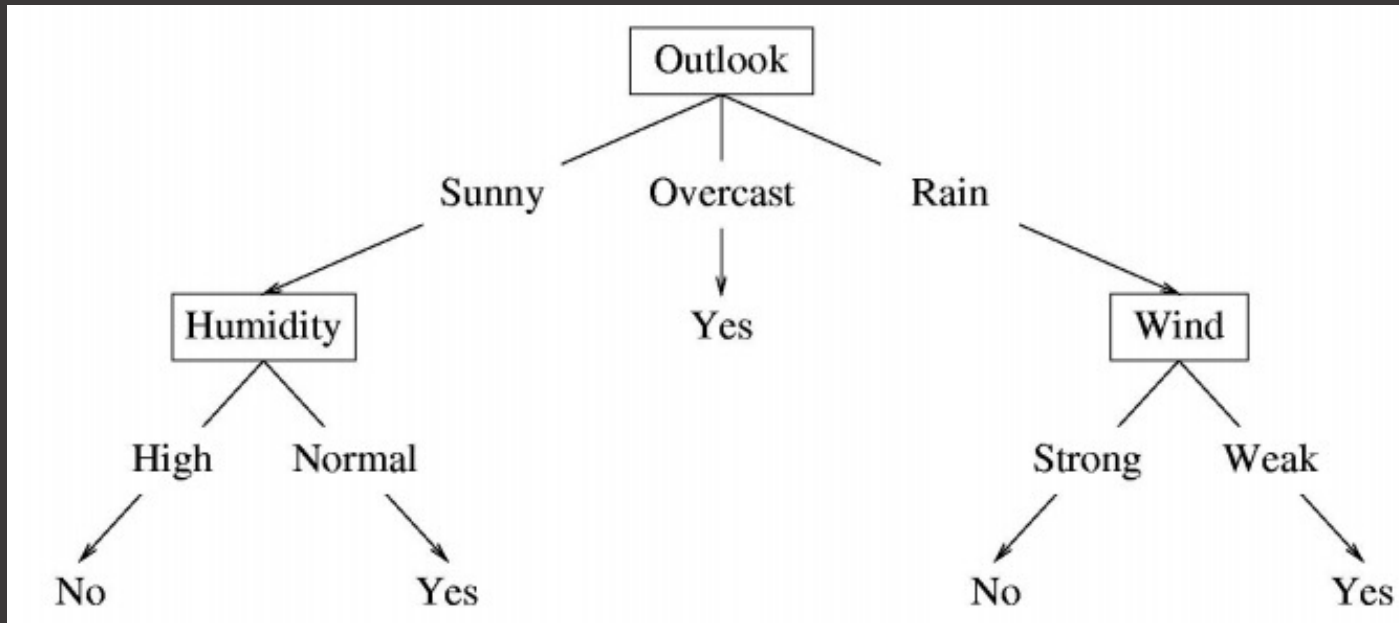 Outlook
Sunny Overcast Rain
Humidity Yes Wind
High Normal Strong Weak
No Yes No Yes